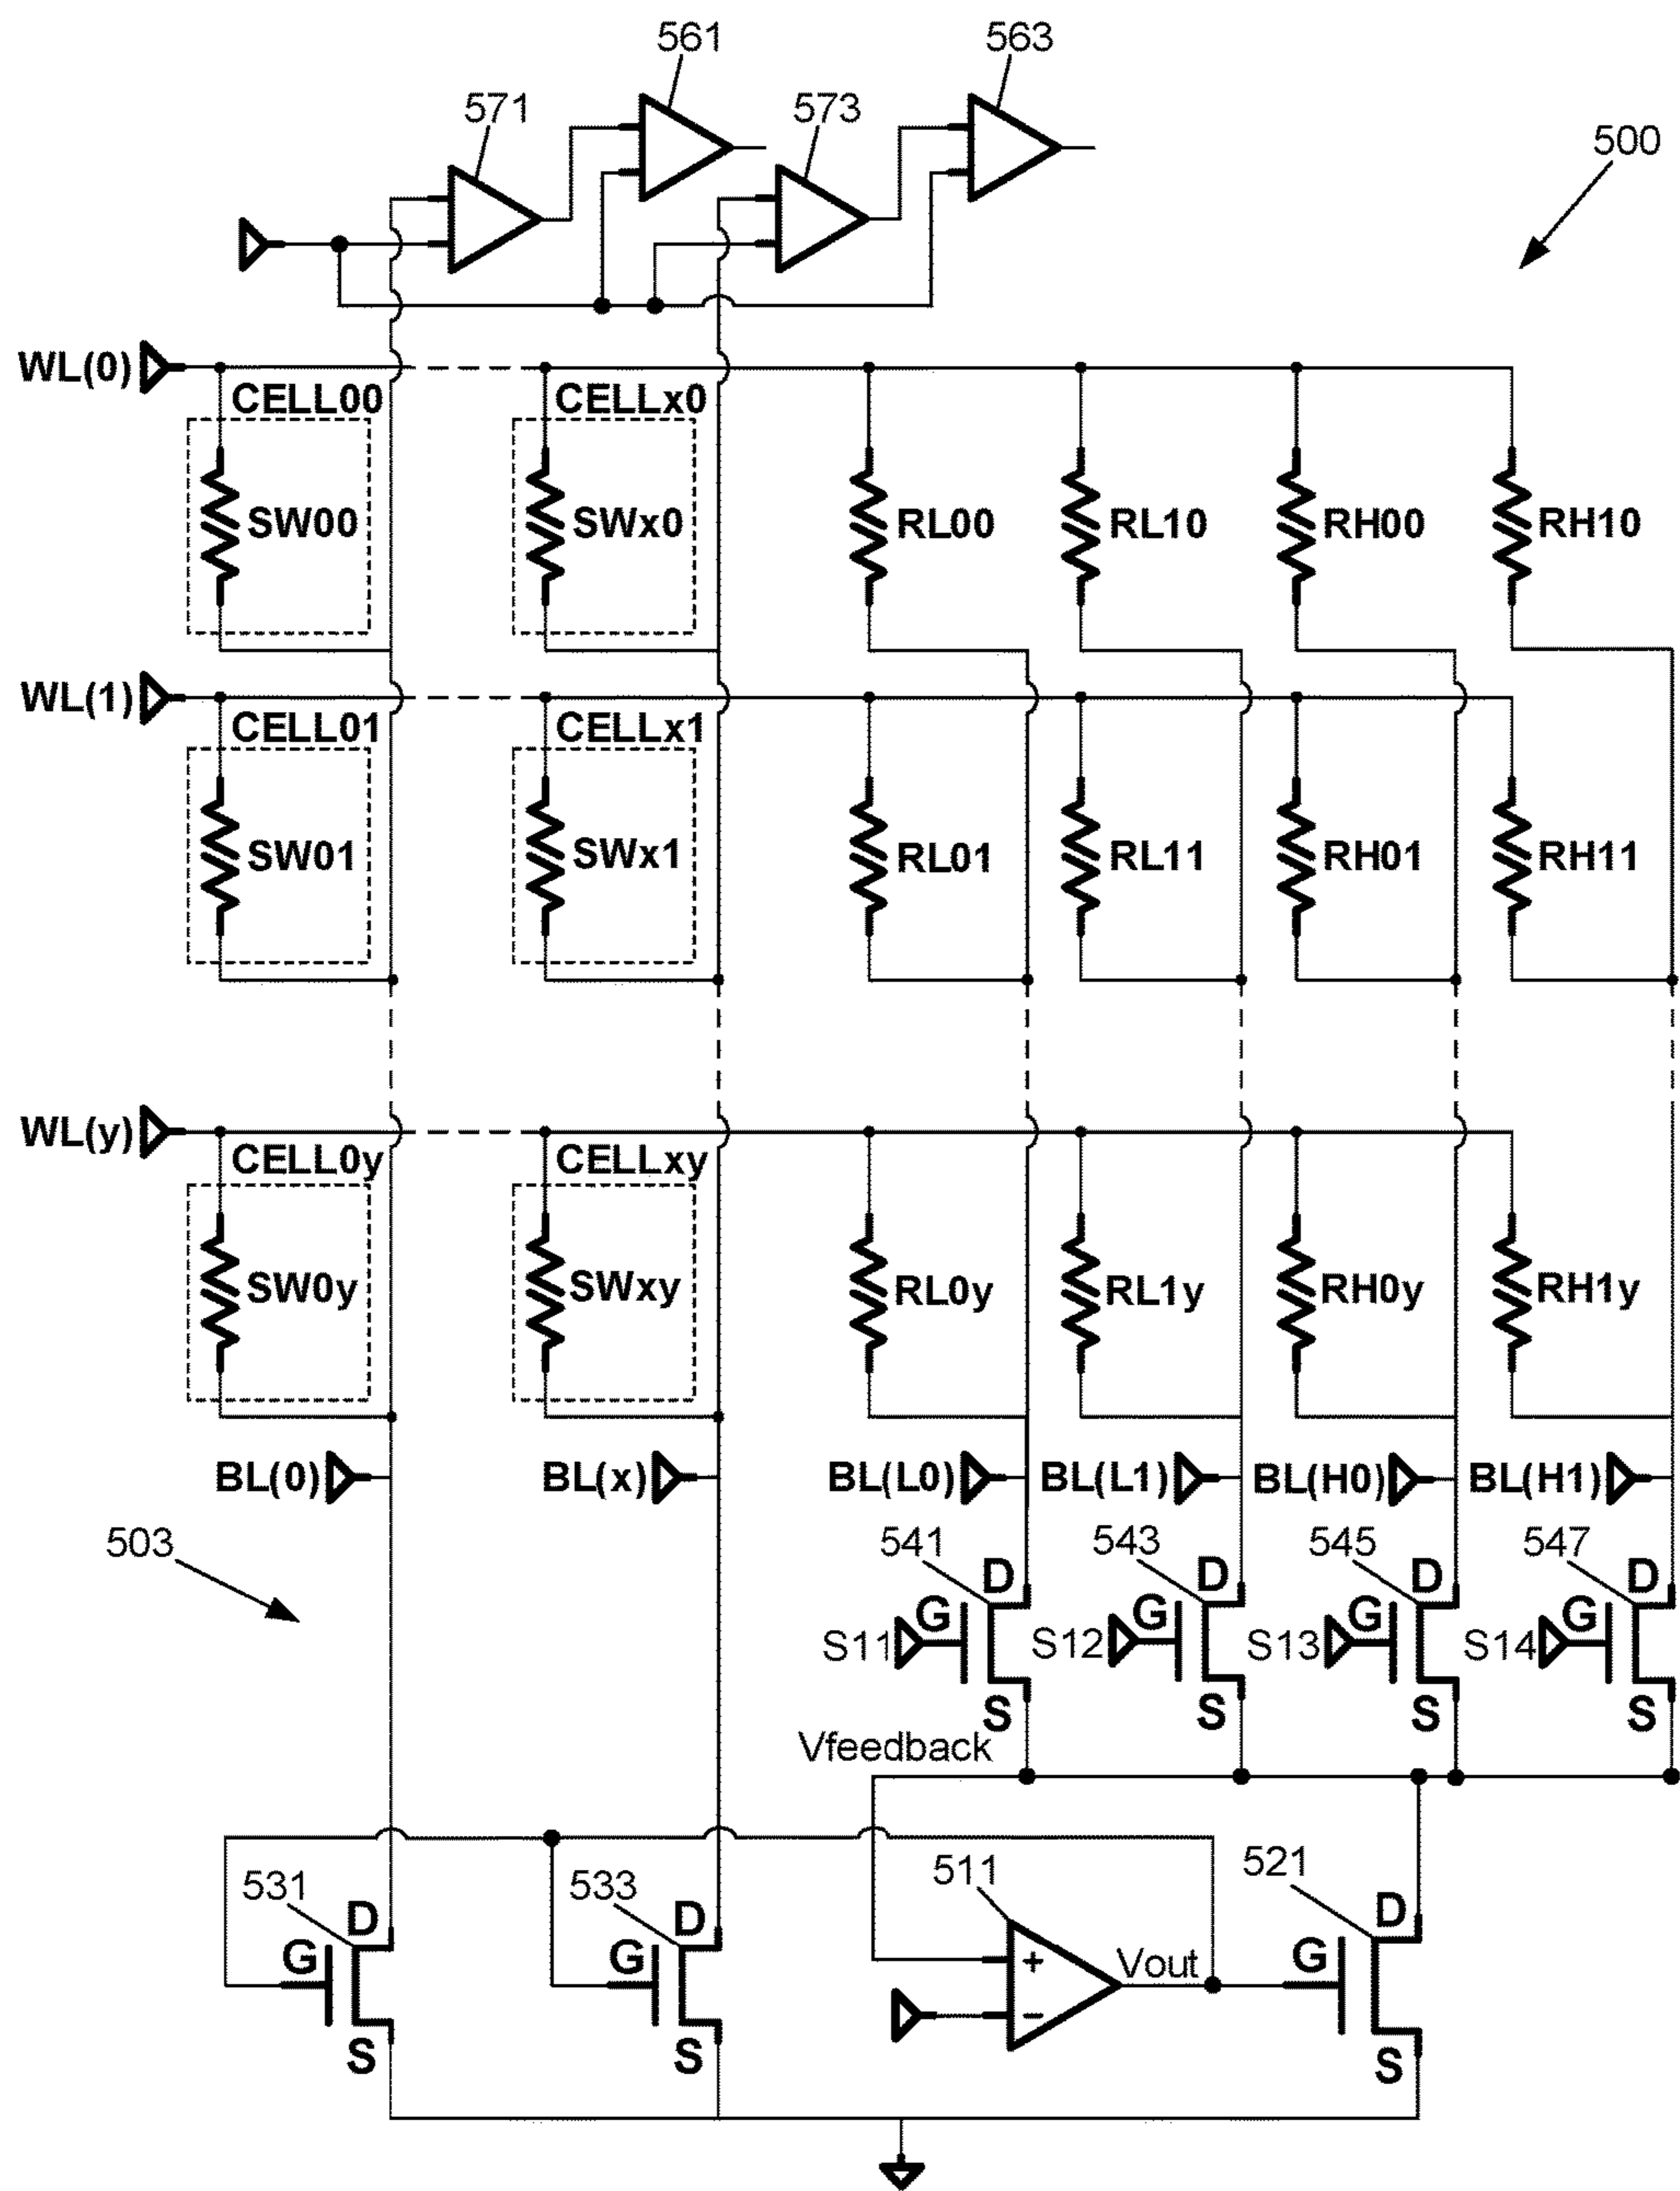 561
563
571
573
500
WL(0)
CELL00
CELLx0
SW00
SWx0
RL00
RL10
RH00
RH10
WL(1)
CELL01
CELLx1
SW01
SWx1
RL01
RL11
RH01
RH11
WL(y)
CELL0y
CELLxy
SW0y
SWxy
RL0y
RL1y
RH0y
RH1y
BL(0)
BL(x)
BL(L0)
BL(L1)
BL(H0)
BL(H1)
503
541
543
545
547
D
D
D
D
G
G
G
G
S11
S12
S13
S14
S
S
S
S
Vfeedback
531
533
511
521
D
D
D
G
G
+
Vout
G
−
S
S
S